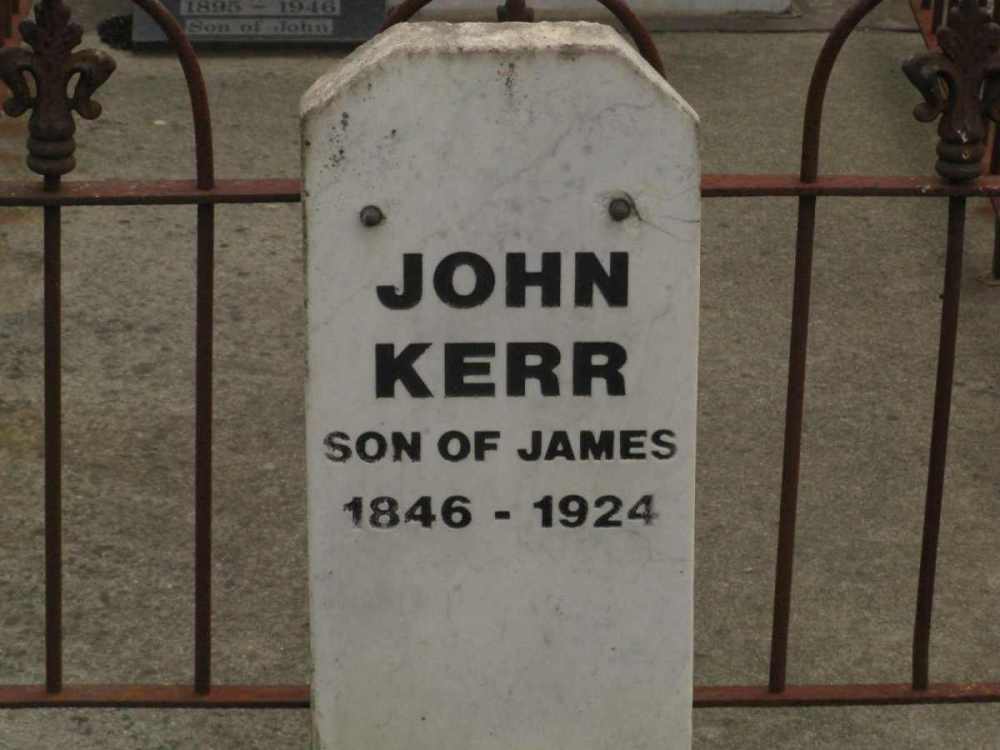 1895 - 1946
Son of John
JOHN
KERR
SON OF JAMES
1846 - 1924